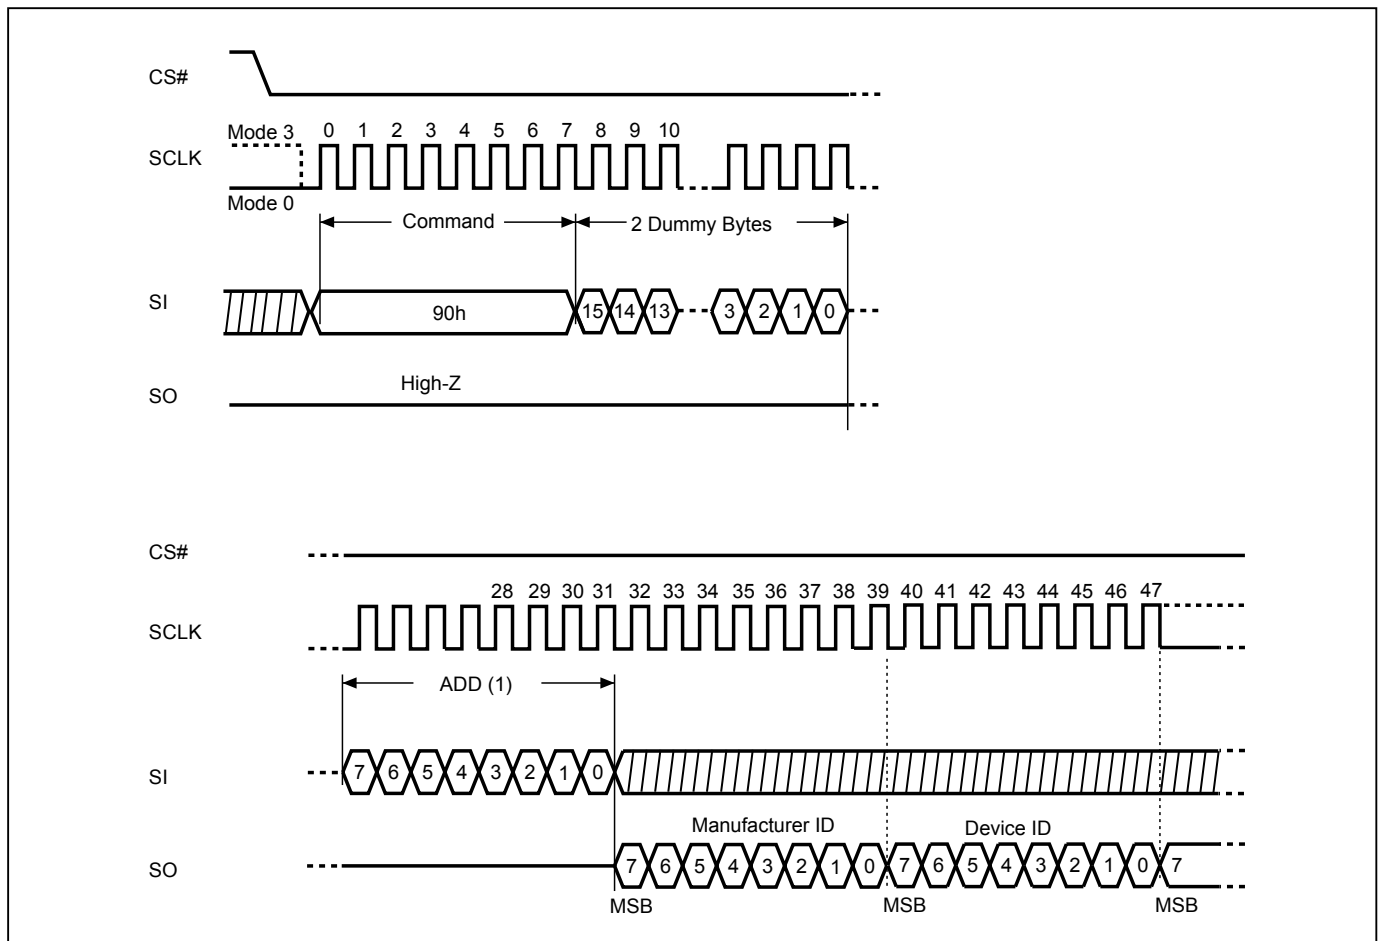 CS#
Mode 3 0 1 2 3 4 5 6 7 8 9 10
SCLK
Mode 0
Command 2 Dummy Bytes
SI 90h 15 14 13 3 2 1 0
High-Z
SO
CS#
28 29 30 31 32 33 34 35 36 37 38 39 40 41 42 43 44 45 46 47
SCLK
ADD (1)
SI 7 6 5 4 3 2 1 0
Manufacturer ID Device ID
SO 7 6 5 4 3 2 1 0 7 6 5 4 3 2 1 0 7
MSB MSB MSB